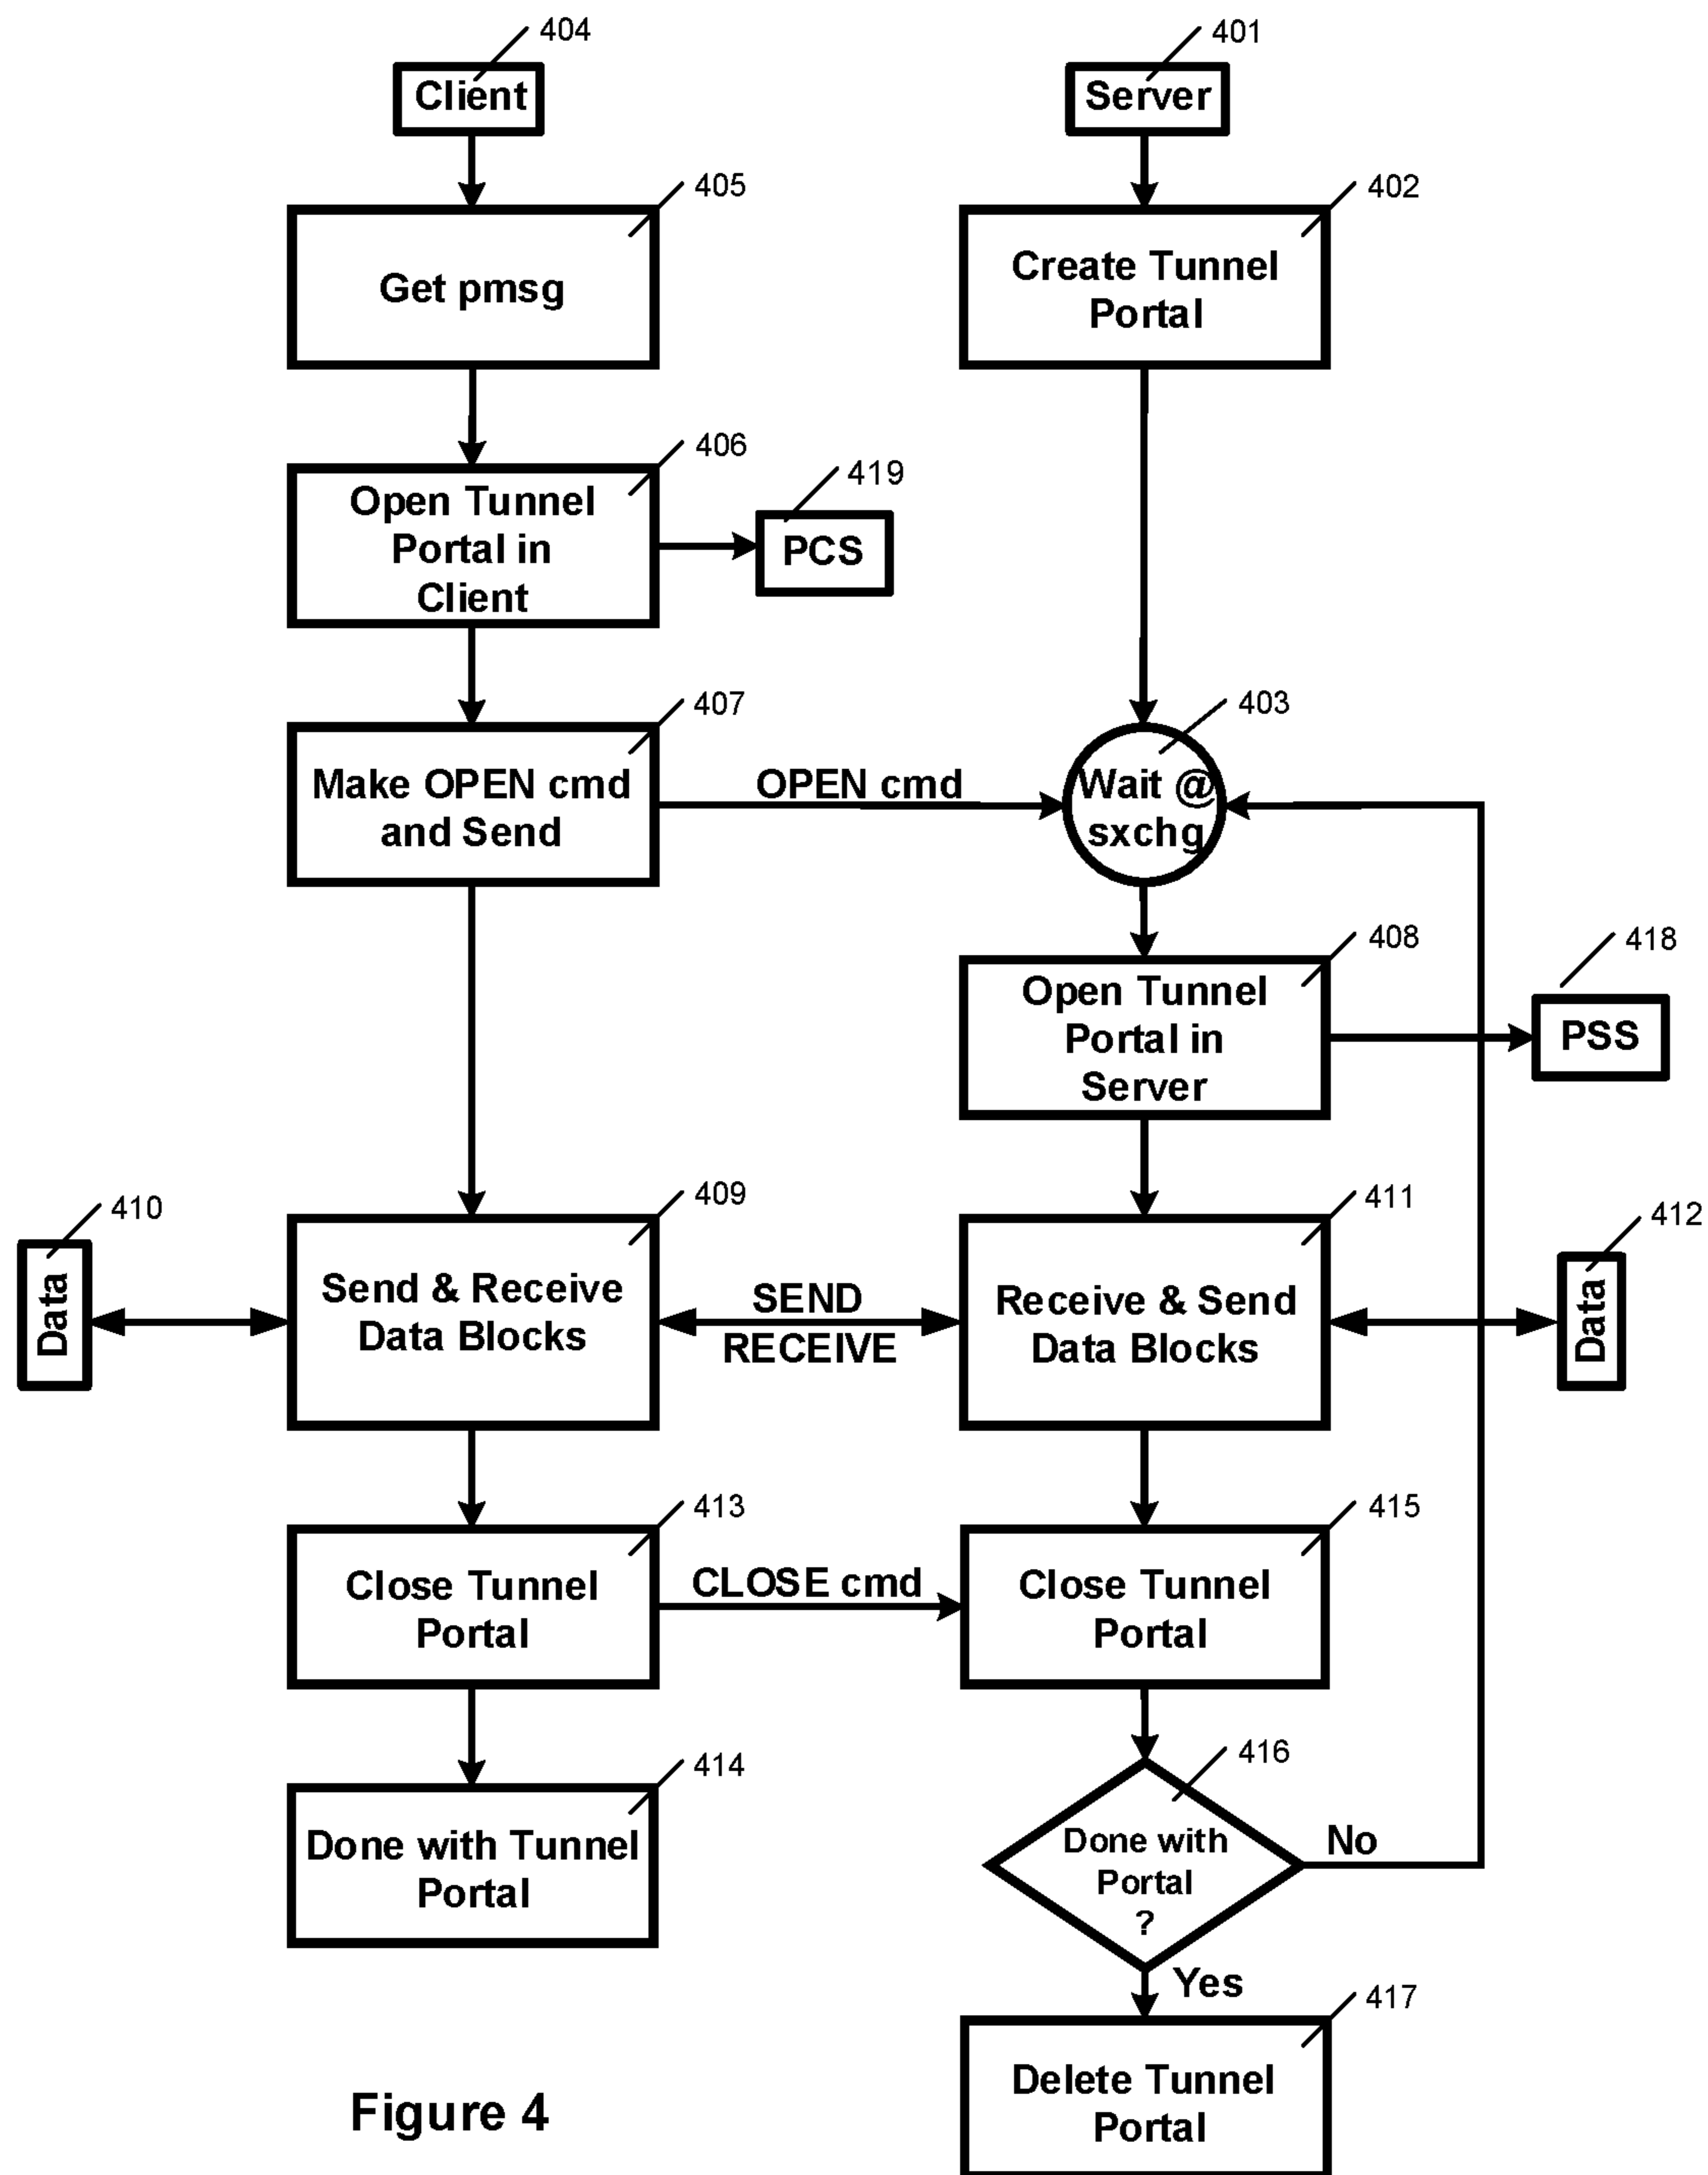 404
401
Client
Server
405
402
Get pmsg
Create Tunnel
Portal
406
419
Open Tunnel
Portal in
Client
PCS
407
403
Make OPEN cmd
and Send
OPEN cmd
Wait @
sxchg
408
418
Open Tunnel
Portal in
Server
PSS
410
409
411
412
Data
Send & Receive
Data Blocks
SEND
RECEIVE
Receive & Send
Data Blocks
Data
413
415
Close Tunnel
Portal
CLOSE cmd
Close Tunnel
Portal
414
416
Done with Tunnel
Portal
Done with
Portal
?
No
Yes
417
Delete Tunnel
Portal
Figure 4